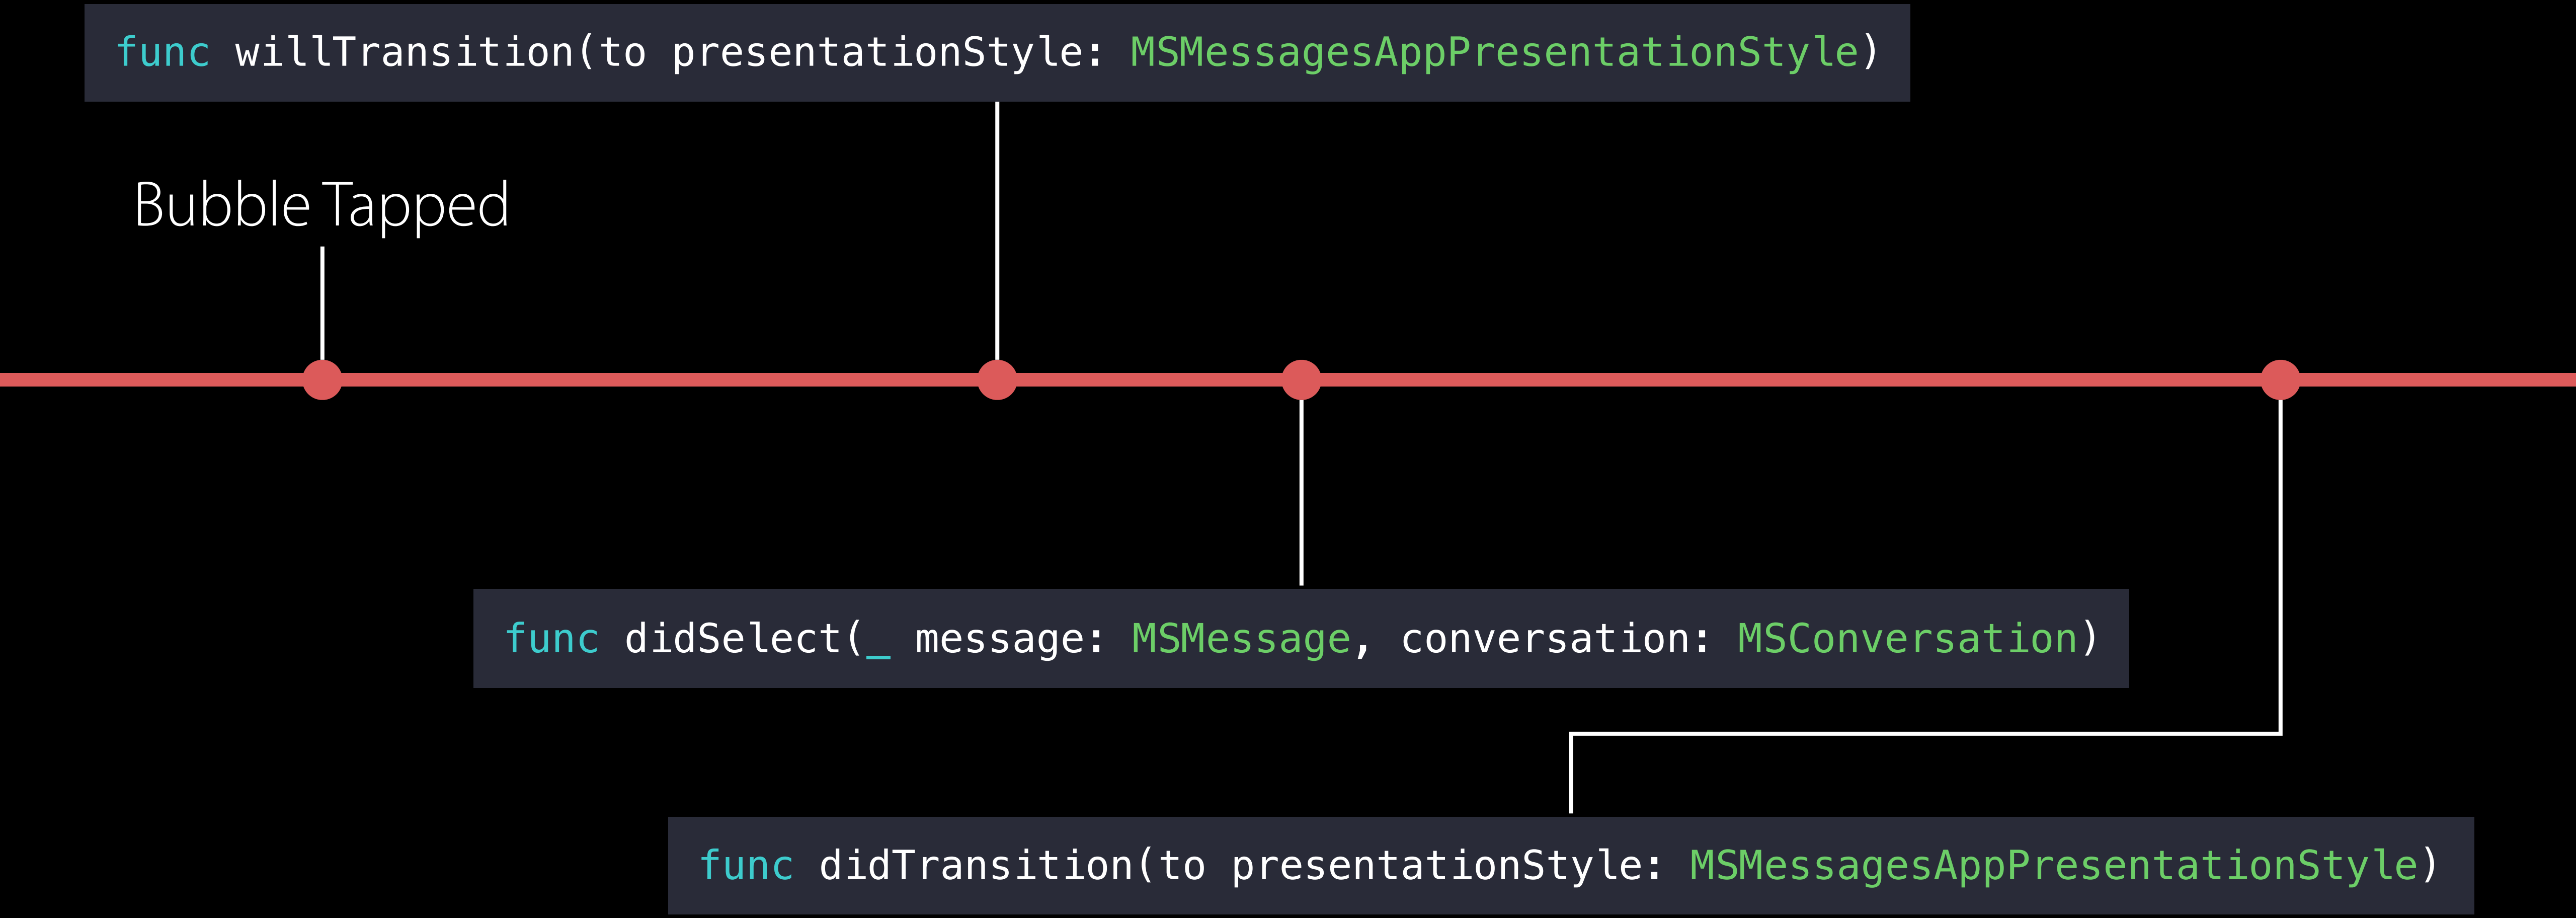 func willTransition(to presentationStyle: MSMessagesAppPresentationStyle)
Bubble Tapped
func didSelect(_ message: MSMessage, conversation: MSConversation)
func didTransition(to presentationStyle: MSMessagesAppPresentationStyle)